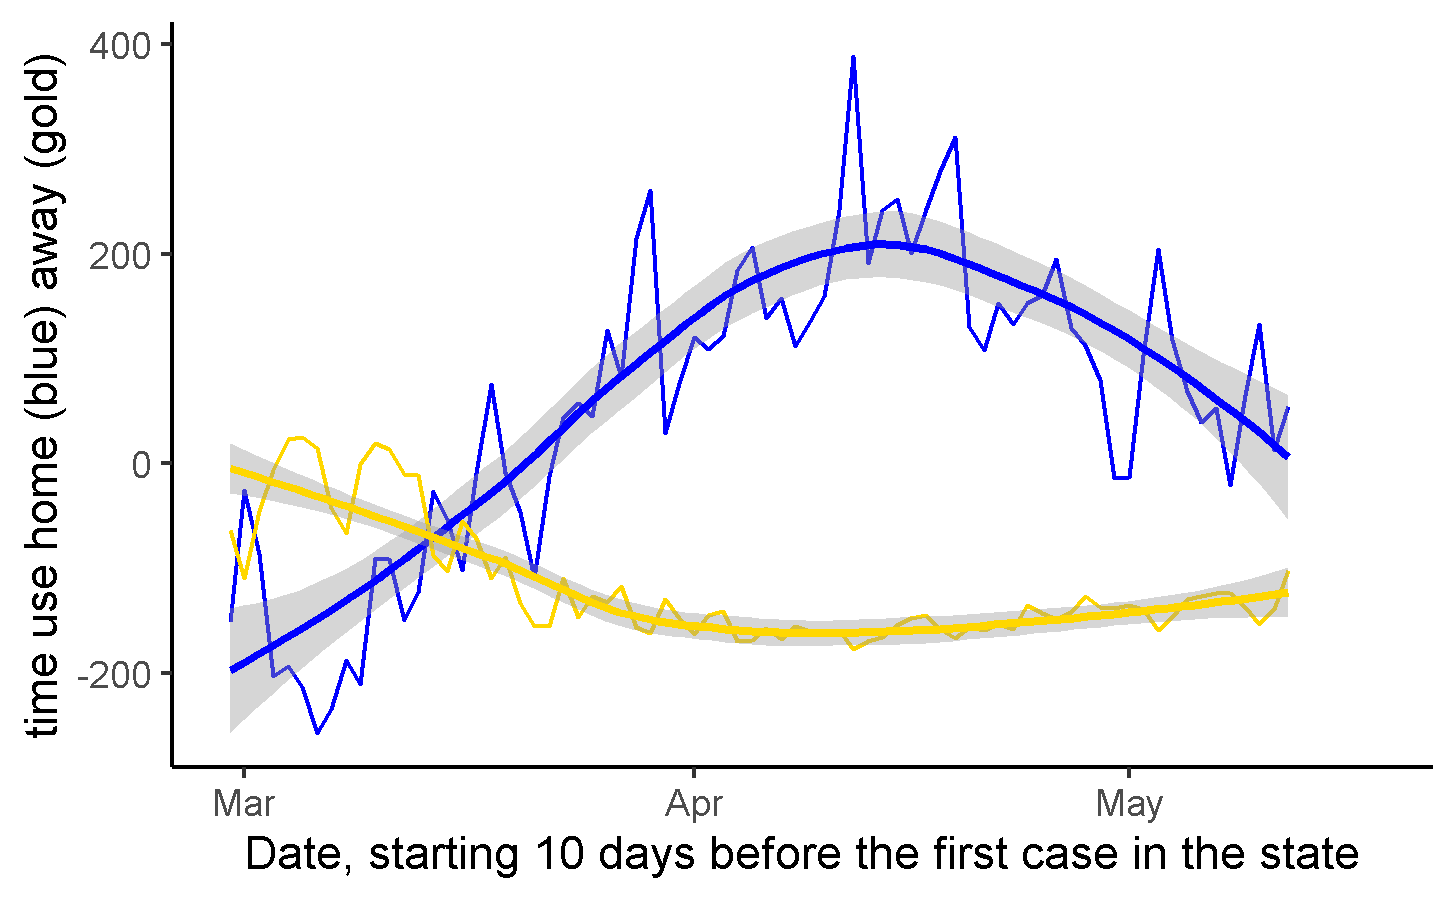 time use home (blue) away (gold)
400
200
0
-200
Mar
Apr
May
Date, starting 10 days before the first case in the state